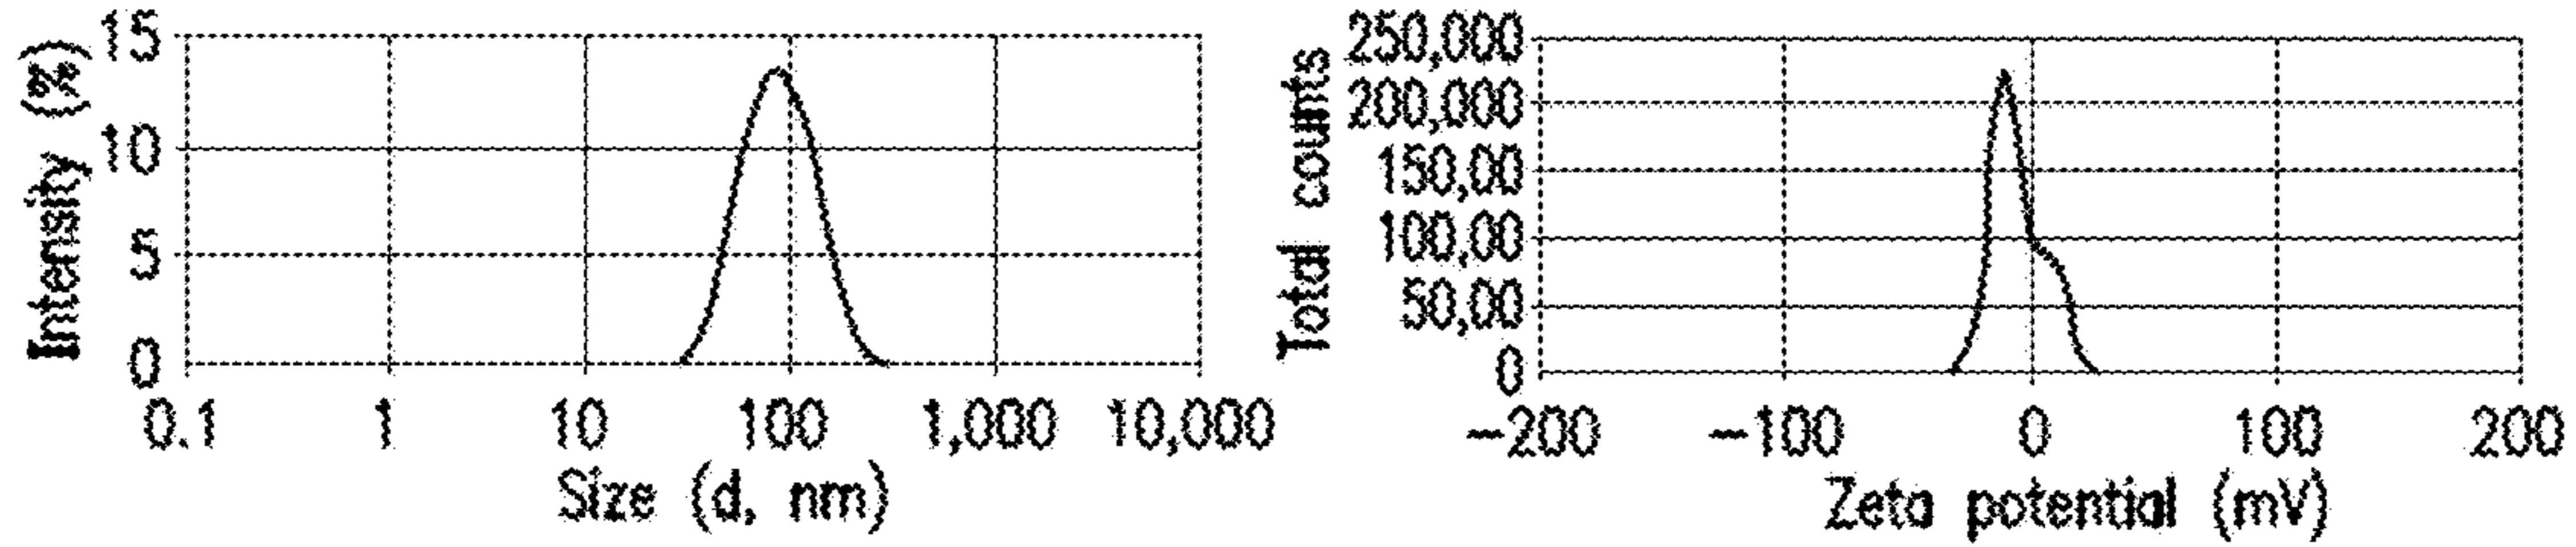 Intensity (%)
15
10
5
0
0.1 1 10 100 1,000 10,000
Size (d, nm)
Total counts
250,000
200,000
150,00
100,00
50,00
0
−200 −100 0 100 200
Zeta potential (mV)